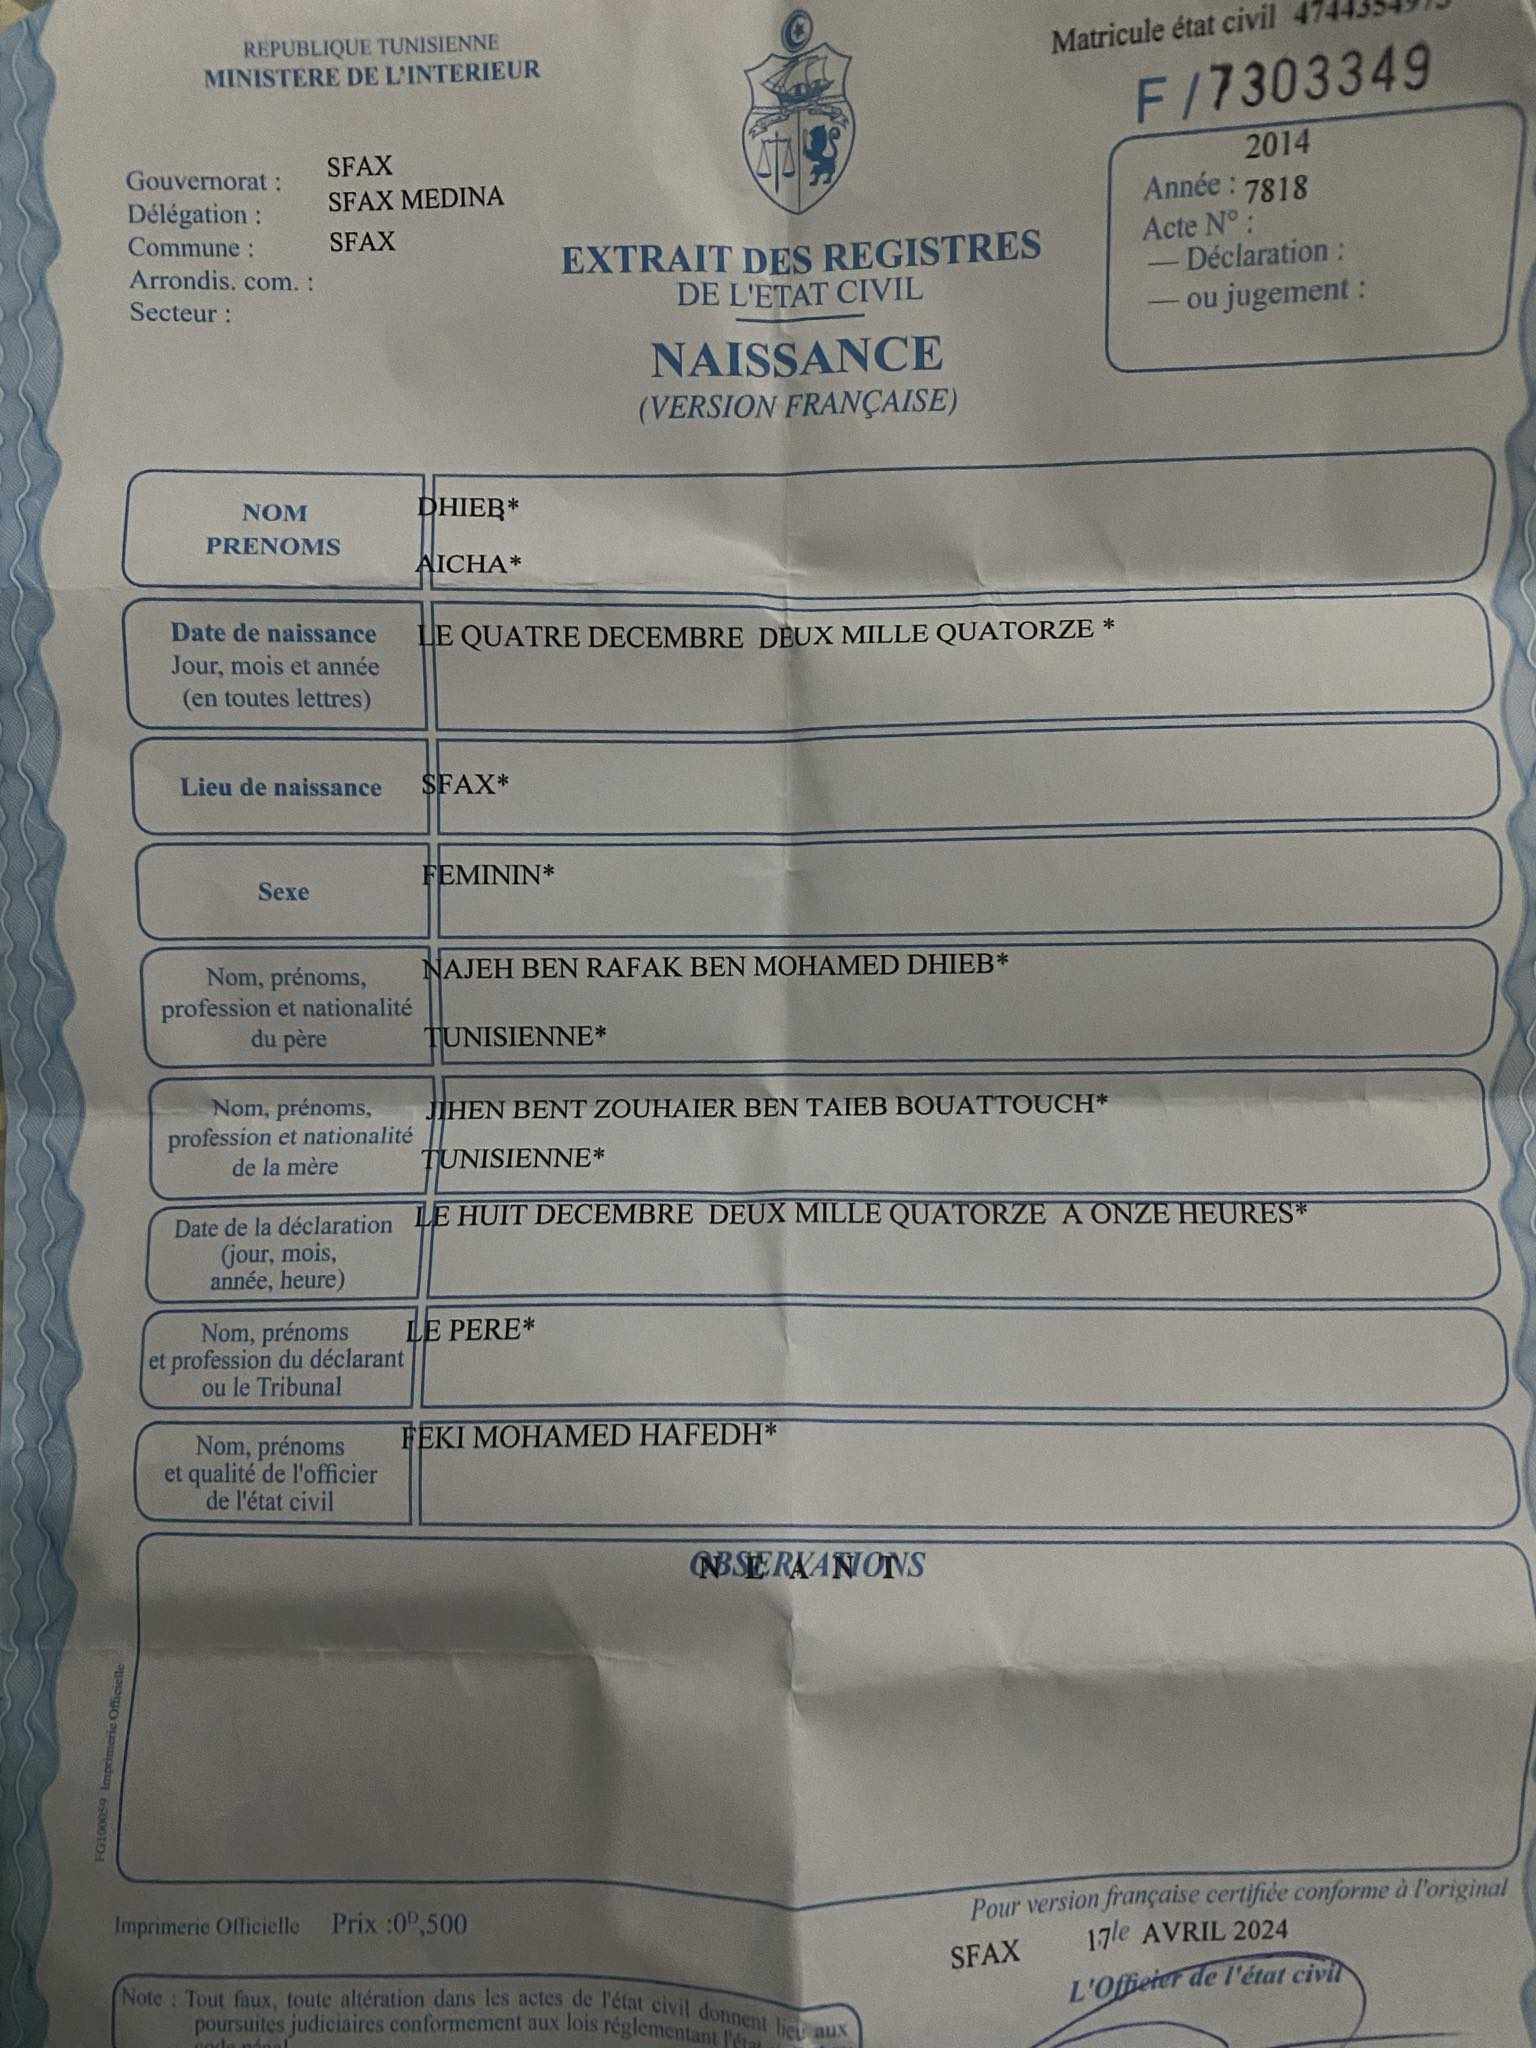 REPUBLIQUE TUNISIENNE
MINISTERE DE L'INTERIEUR
Matricule état civil
F/7303349
Gouvernorat : SFAX
Délégation : SFAX MEDINA
Commune : SFAX
Arrondis. com. :
Secteur :
2014
Année : 7818
Acte N° :
— Déclaration :
— ou jugement :
EXTRAIT DES REGISTRES
DE L'ETAT CIVIL
NAISSANCE
(VERSION FRANÇAISE)
NOM DHIEB*
PRENOMS AICHA*
Date de naissance LE QUATRE DECEMBRE DEUX MILLE QUATORZE *
Jour, mois et année
(en toutes lettres)
Lieu de naissance SFAX*
Sexe FEMININ*
Nom, prénoms, NAJEH BEN RAFAK BEN MOHAMED DHIEB*
profession et nationalité
du père TUNISIENNE*
Nom, prénoms, JIHEN BENT ZOUHAIER BEN TAIEB BOUATTOUCH*
profession et nationalité
de la mère TUNISIENNE*
Date de la déclaration LE HUIT DECEMBRE DEUX MILLE QUATORZE A ONZE HEURES*
(jour, mois,
année, heure)
Nom, prénoms LE PERE*
et profession du déclarant
ou le Tribunal
Nom, prénoms FEKI MOHAMED HAFEDH*
et qualité de l'officier
de l'état civil
OBSERVATIONS
N E A N T
FG100059 Imprimerie Officielle
Imprimerie Officielle Prix :0ᴰ,500
Pour version française certifiée conforme à l'original
SFAX 17 le AVRIL 2024
L'Officier de l'état civil
Note : Tout faux, toute altération dans les actes de l'état civil donnent lieu aux
poursuites judiciaires conformement aux lois réglementant